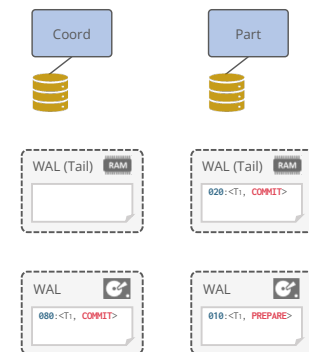 Coord Part
WAL (Tail) RAM WAL (Tail) RAM
020:<T1, COMMIT>
WAL WAL
080:<T1, COMMIT> 010:<T1, PREPARE>